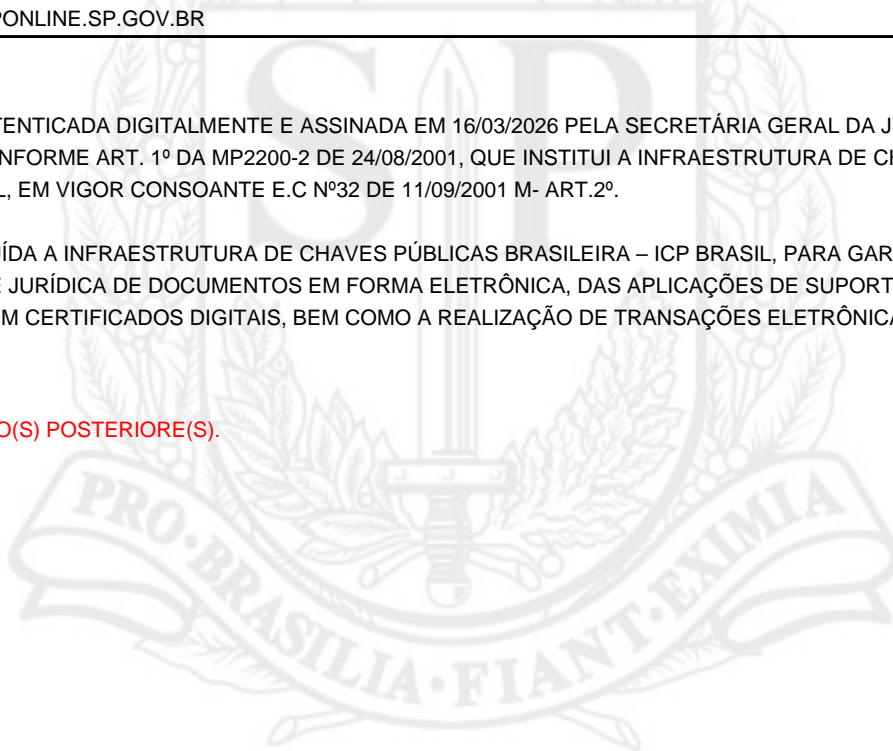 PONLINE.SP.GOV.BR
TENTICADA DIGITALMENTE E ASSINADA EM 16/03/2026 PELA SECRETÁRIA GERAL DA J
NFORME ART. 1º DA MP2200-2 DE 24/08/2001, QUE INSTITUI A INFRAESTRUTURA DE CH
L, EM VIGOR CONSOANTE E.C Nº32 DE 11/09/2001 M- ART.2º.
UÍDA A INFRAESTRUTURA DE CHAVES PÚBLICAS BRASILEIRA – ICP BRASIL, PARA GAR
E JURÍDICA DE DOCUMENTOS EM FORMA ELETRÔNICA, DAS APLICAÇÕES DE SUPORT
EM CERTIFICADOS DIGITAIS, BEM COMO A REALIZAÇÃO DE TRANSAÇÕES ELETRÔNICA
O(S) POSTERIORE(S).
SP
PRO·BRASILIA·FIANT·EXIMIA